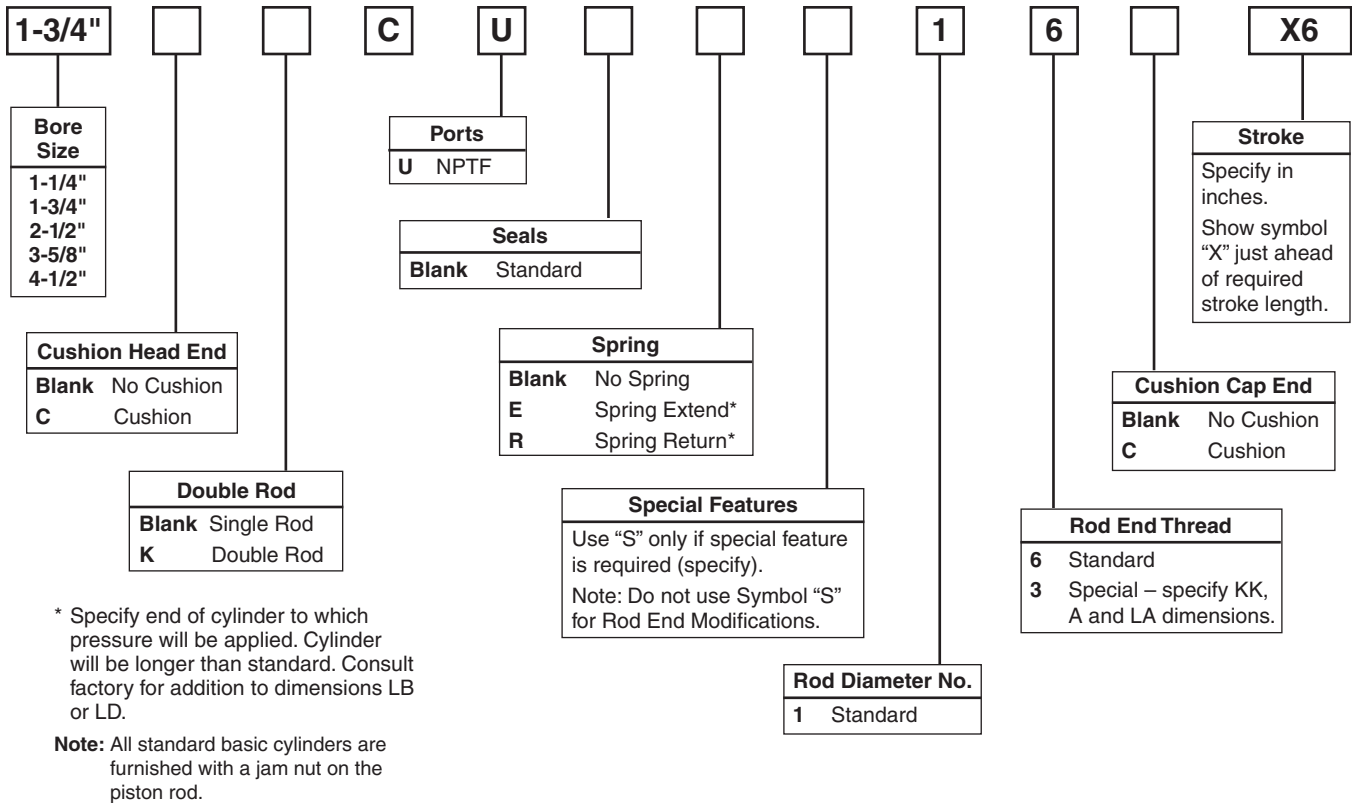 1-3/4" C U 1 6 X6
Bore
Size
1-1/4"
1-3/4"
2-1/2"
3-5/8"
4-1/2"
Cushion Head End
Blank No Cushion
C Cushion
Double Rod
Blank Single Rod
K Double Rod
* Specify end of cylinder to which
pressure will be applied. Cylinder
will be longer than standard. Consult
factory for addition to dimensions LB
or LD.
Note: All standard basic cylinders are
furnished with a jam nut on the
piston rod.
Ports
U NPTF
Seals
Blank Standard
Spring
Blank No Spring
E Spring Extend*
R Spring Return*
Special Features
Use “S” only if special feature
is required (specify).
Note: Do not use Symbol “S”
for Rod End Modifications.
Rod Diameter No.
1 Standard
Rod End Thread
6 Standard
3 Special – specify KK,
A and LA dimensions.
Cushion Cap End
Blank No Cushion
C Cushion
Stroke
Specify in
inches.
Show symbol
“X” just ahead
of required
stroke length.